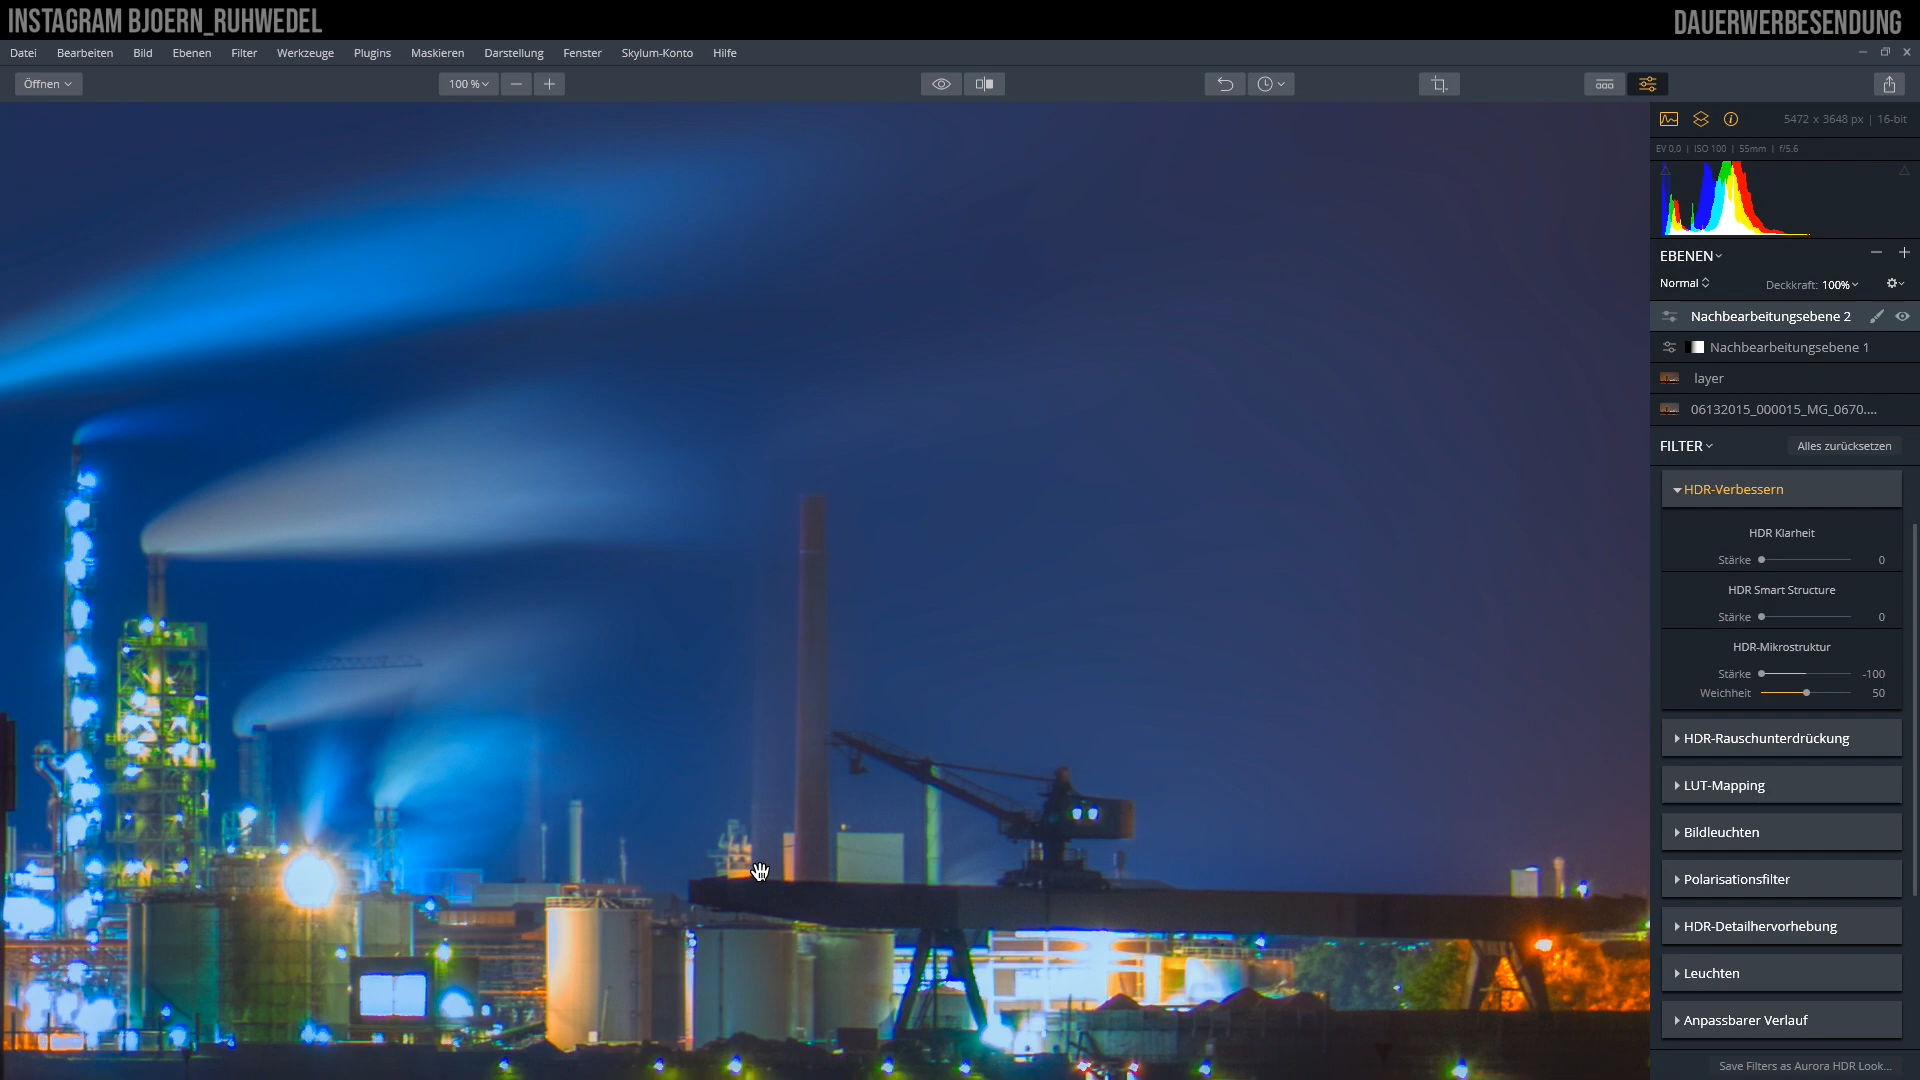 INSTAGRAM BJOERN_RUHWEDEL
DAUERWERBESENDUNG
Datei Bearbeiten Bild Ebenen Filter Werkzeuge Plugins Maskieren Darstellung Fenster Skylum-Konto Hilfe
Öffnen
100 %
5472 x 3648 px | 16-bit
EV 0,0 | ISO 100 | 55mm | f/5.6
EBENEN
Normal
Deckkraft: 100%
Nachbearbeitungsebene 2
Nachbearbeitungsebene 1
layer
06132015_000015_MG_0670....
FILTER
Alles zurücksetzen
HDR-Verbessern
HDR Klarheit
Stärke 0
HDR Smart Structure
Stärke 0
HDR-Mikrostruktur
Stärke -100
Weichheit 50
HDR-Rauschunterdrückung
LUT-Mapping
Bildleuchten
Polarisationsfilter
HDR-Detailhervorhebung
Leuchten
Anpassbarer Verlauf
Save Filters as Aurora HDR Look...